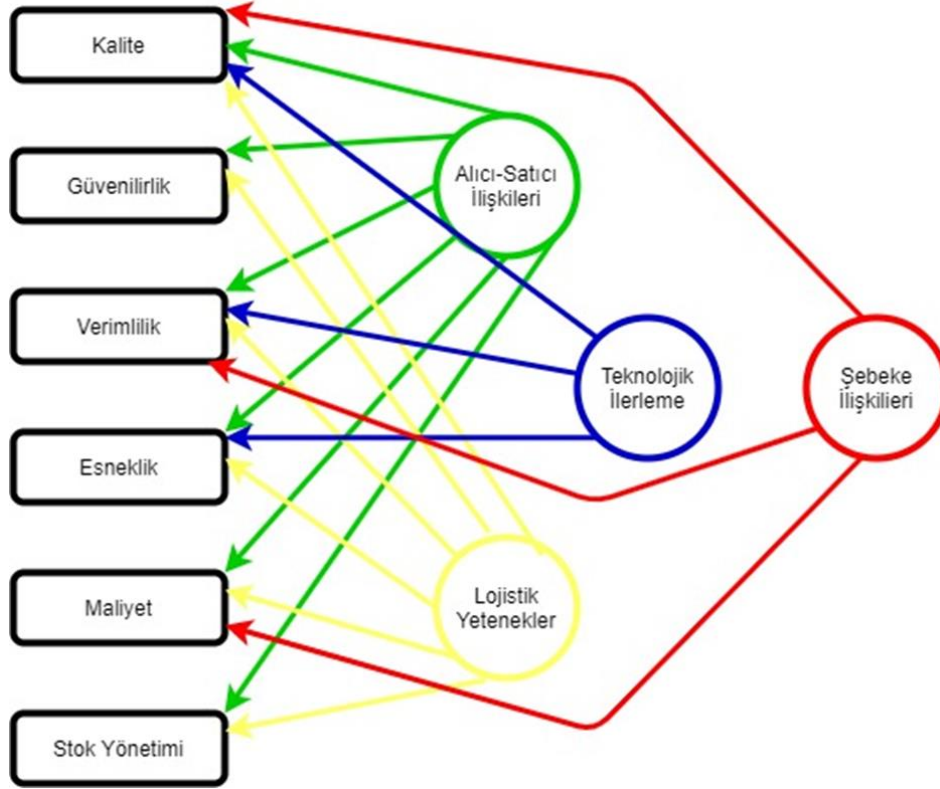 Kalite
Güvenilirlik
Verimlilik
Esneklik
Maliyet
Stok Yönetimi
Alıcı-Satıcı
İlişkileri
Teknolojik
İlerleme
Lojistik
Yetenekler
Şebeke
İlişkilieri